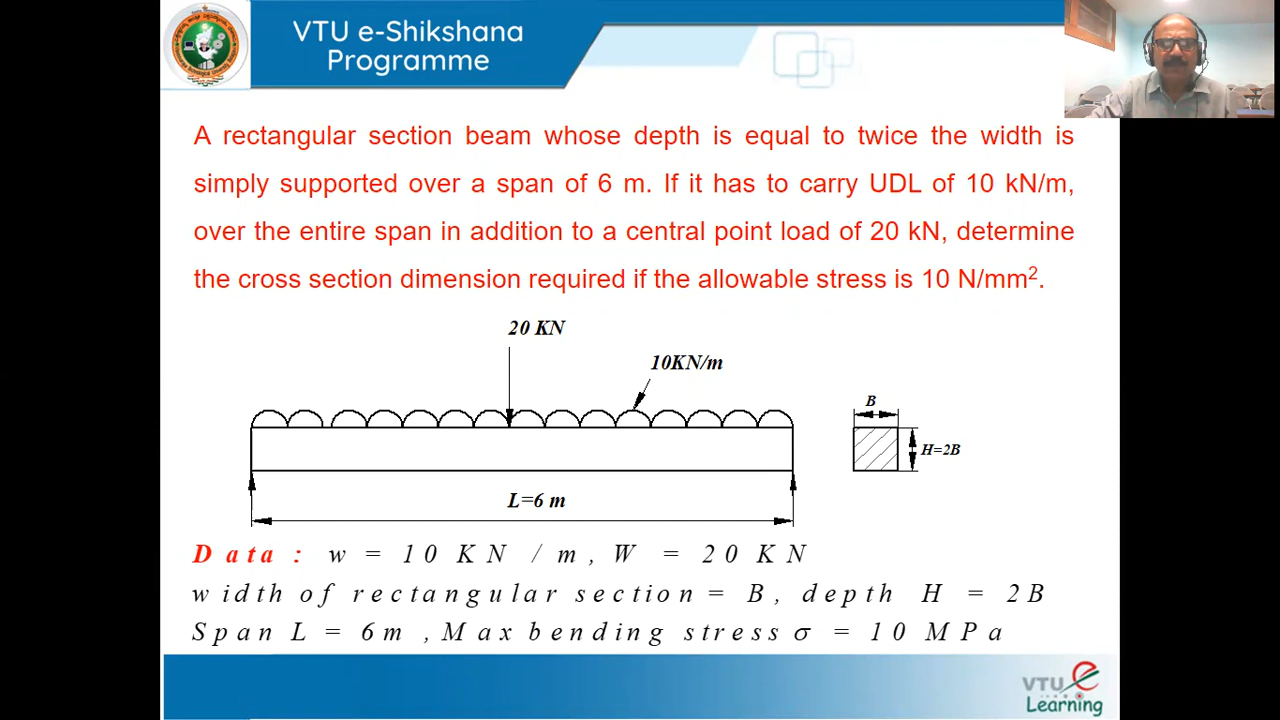 VTU e-Shikshana
Programme
A rectangular section beam whose depth is equal to twice the width is
simply supported over a span of 6 m. If it has to carry UDL of 10 kN/m,
over the entire span in addition to a central point load of 20 kN, determine
the cross section dimension required if the allowable stress is 10 N/mm².
20 KN
10KN/m
B
H=2B
L=6 m
Data: w = 10 KN / m, W = 20 KN
width of rectangular section = B, depth H = 2B
Span L = 6m , Max bending stress σ = 10 MPa
VTU e
Learning